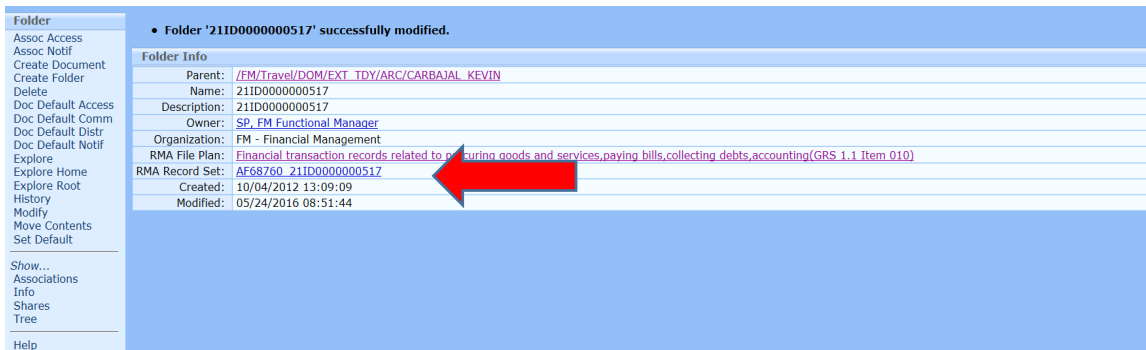 Folder
Assoc Access
Assoc Notif
Create Document
Create Folder
Delete
Doc Default Access
Doc Default Comm
Doc Default Distr
Doc Default Notif
Explore
Explore Home
Explore Root
History
Modify
Move Contents
Set Default
Show...
Associations
Info
Shares
Tree
Help
• Folder '21ID0000000517' successfully modified.
Folder Info
Parent: /FM/Travel/DOM/EXT_TDY/ARC/CARBAJAL_KEVIN
Name: 21ID0000000517
Description: 21ID0000000517
Owner: SP, FM Functional Manager
Organization: FM - Financial Management
RMA File Plan: Financial transaction records related to procuring goods and services,paying bills,collecting debts,accounting(GRS 1.1 Item 010)
RMA Record Set: AF68760_21ID0000000517
Created: 10/04/2012 13:09:09
Modified: 05/24/2016 08:51:44